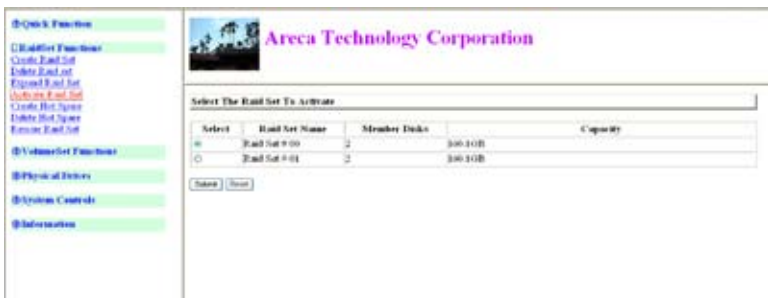 Quick Function
RaidSet Functions
Create Raid Set
Delete Raid set
Expand Raid Set
Activate Raid Set
Create Hot Spare
Delete Hot Spare
Rescue Raid Set
VolumeSet Functions
Physical Drives
System Controls
Information
Areca Technology Corporation
Select The Raid Set To Activate
Select Raid Set Name Member Disks Capacity
Raid Set # 00 2
Raid Set # 01 2
Submit Reset